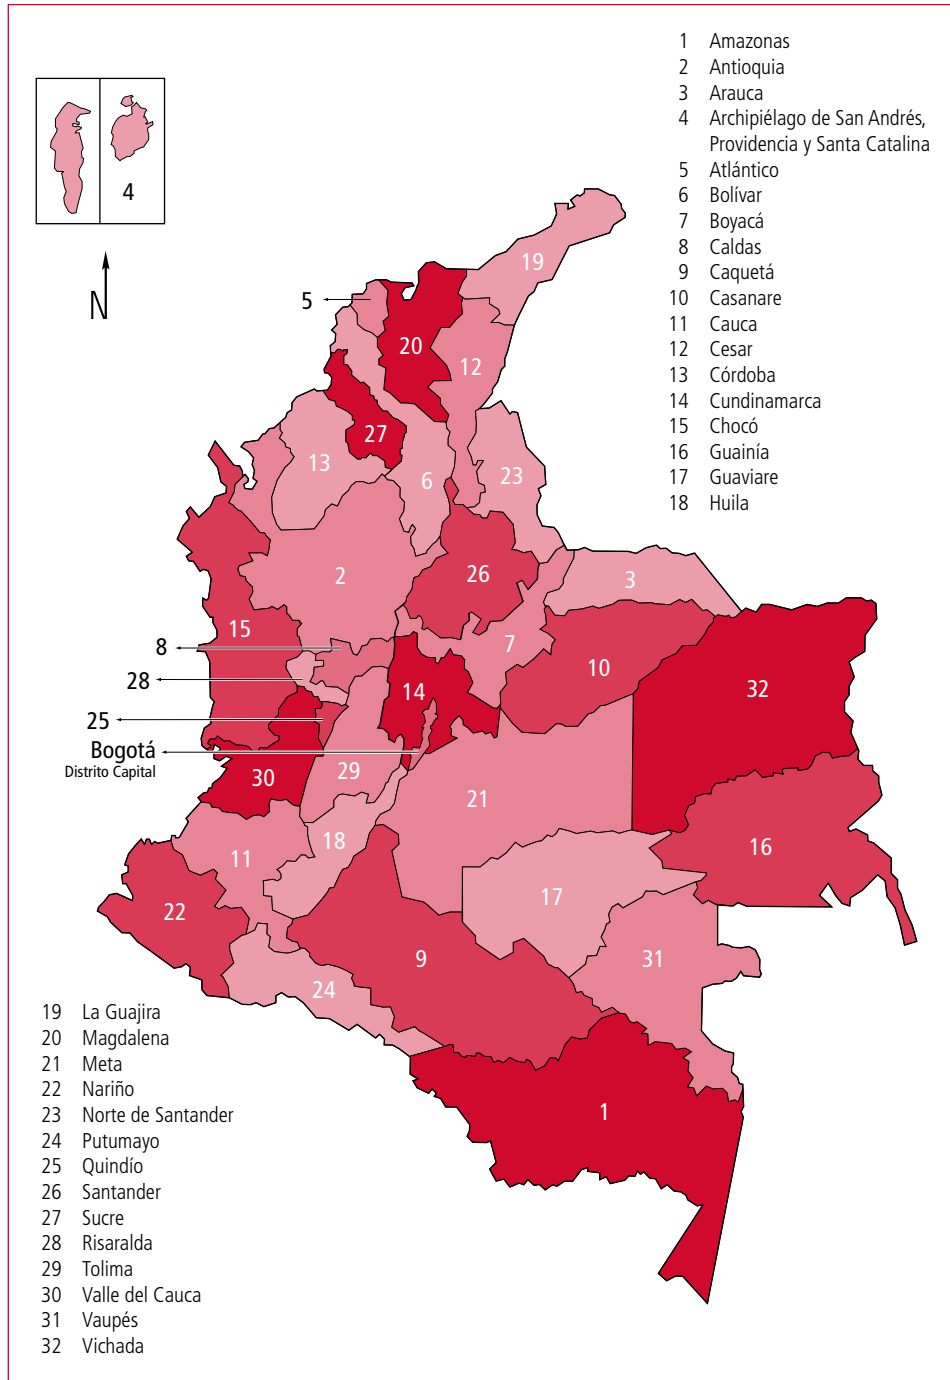 1 Amazonas
2 Antioquia
3 Arauca
4 Archipiélago de San Andrés,
Providencia y Santa Catalina
5 Atlántico
6 Bolívar
7 Boyacá
8 Caldas
9 Caquetá
10 Casanare
11 Cauca
12 Cesar
13 Córdoba
14 Cundinamarca
15 Chocó
16 Guainía
17 Guaviare
18 Huila
4
N
19
5
20
12
27
13
6
23
2
26
3
15
7
8
10
28
14
32
25
Bogotá
Distrito Capital
30
29
21
18
11
16
17
22
9
31
24
1
19 La Guajira
20 Magdalena
21 Meta
22 Nariño
23 Norte de Santander
24 Putumayo
25 Quindío
26 Santander
27 Sucre
28 Risaralda
29 Tolima
30 Valle del Cauca
31 Vaupés
32 Vichada